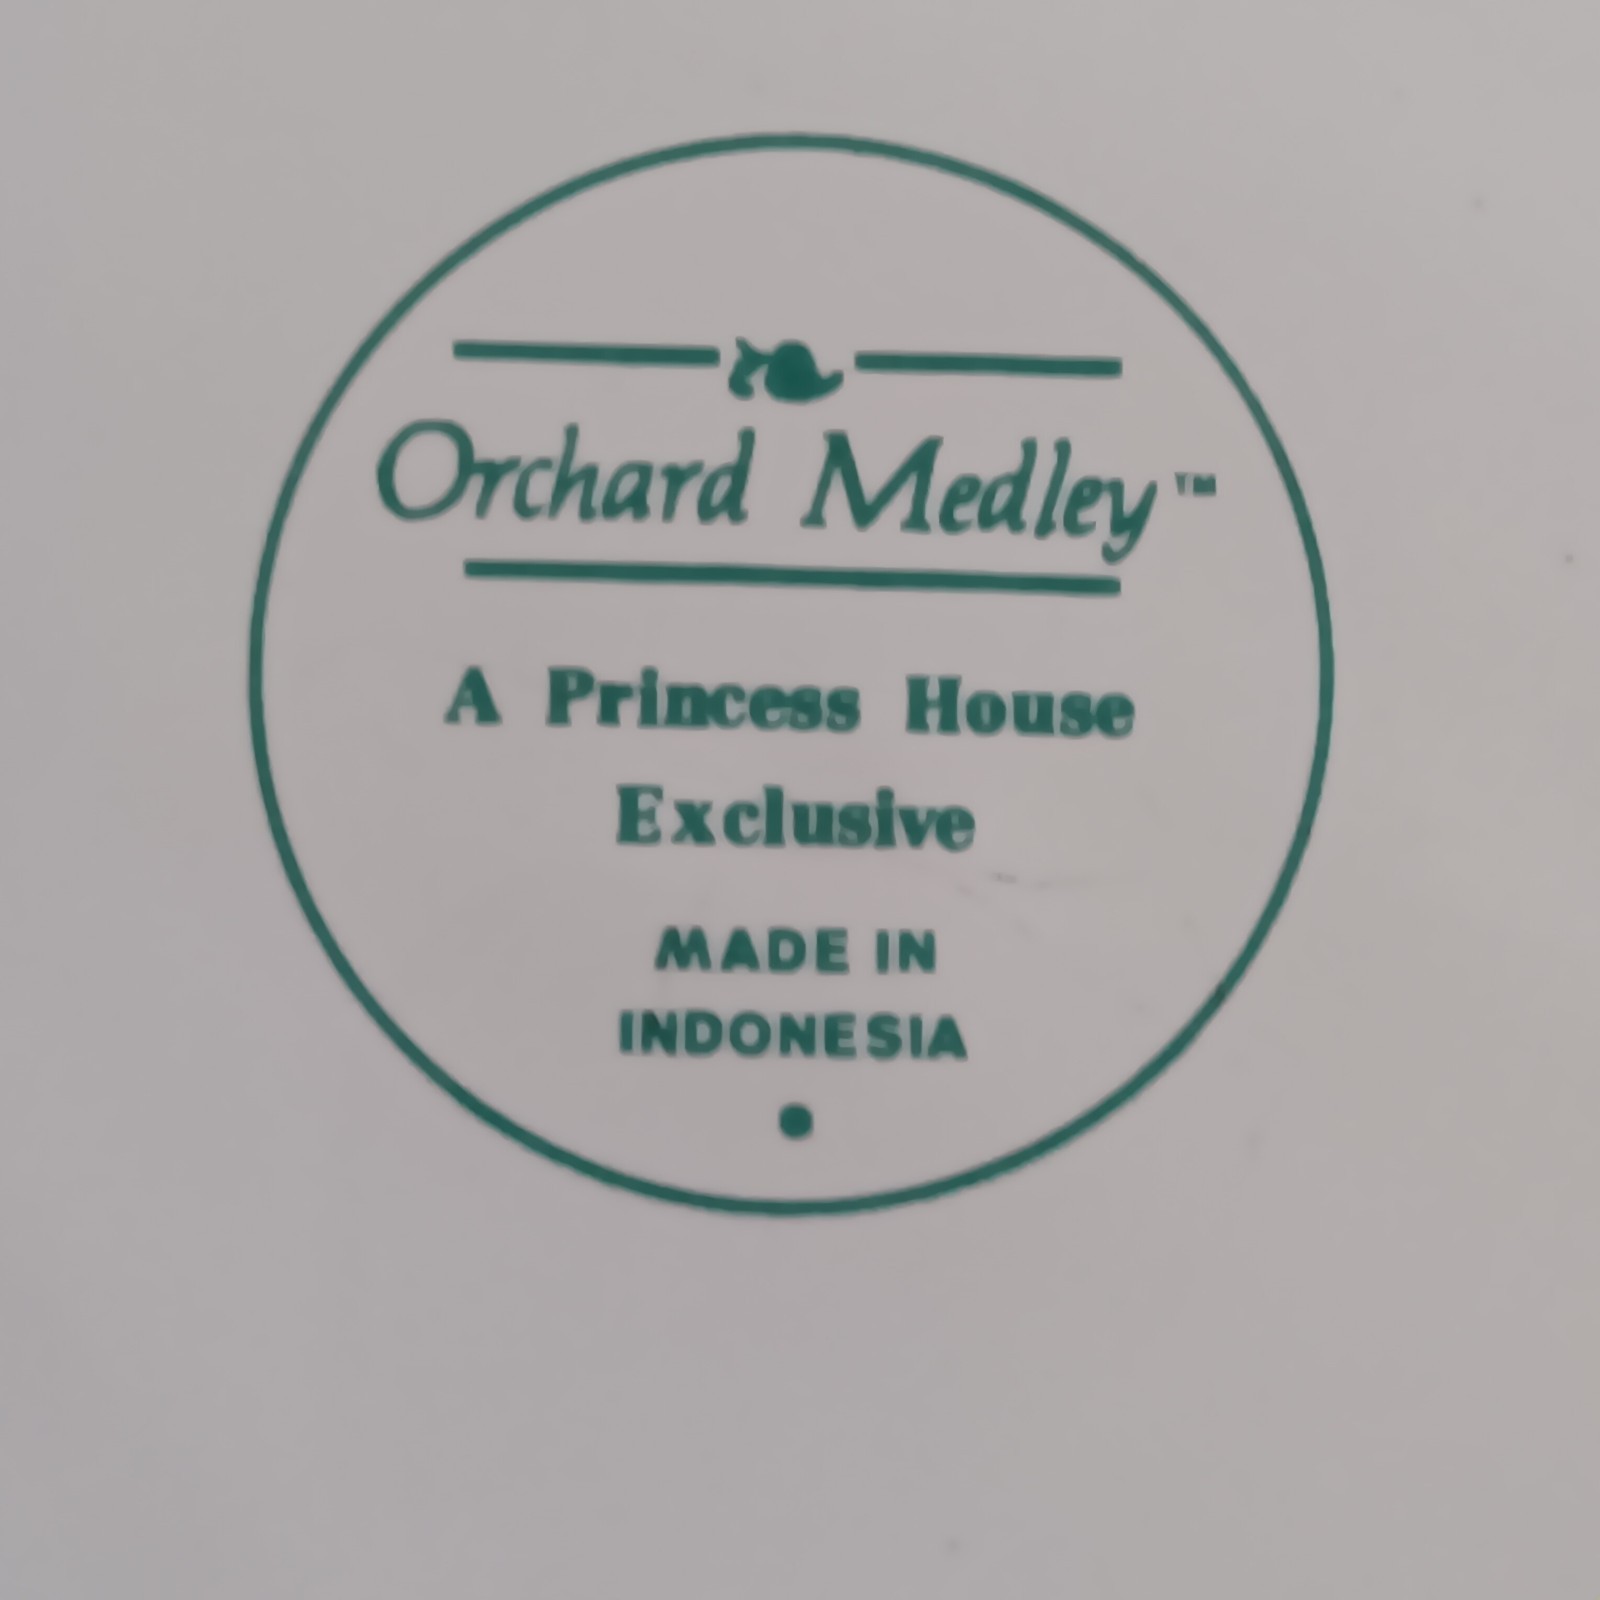 Orchard Medley™
A Princess House
Exclusive
MADE IN
INDONESIA